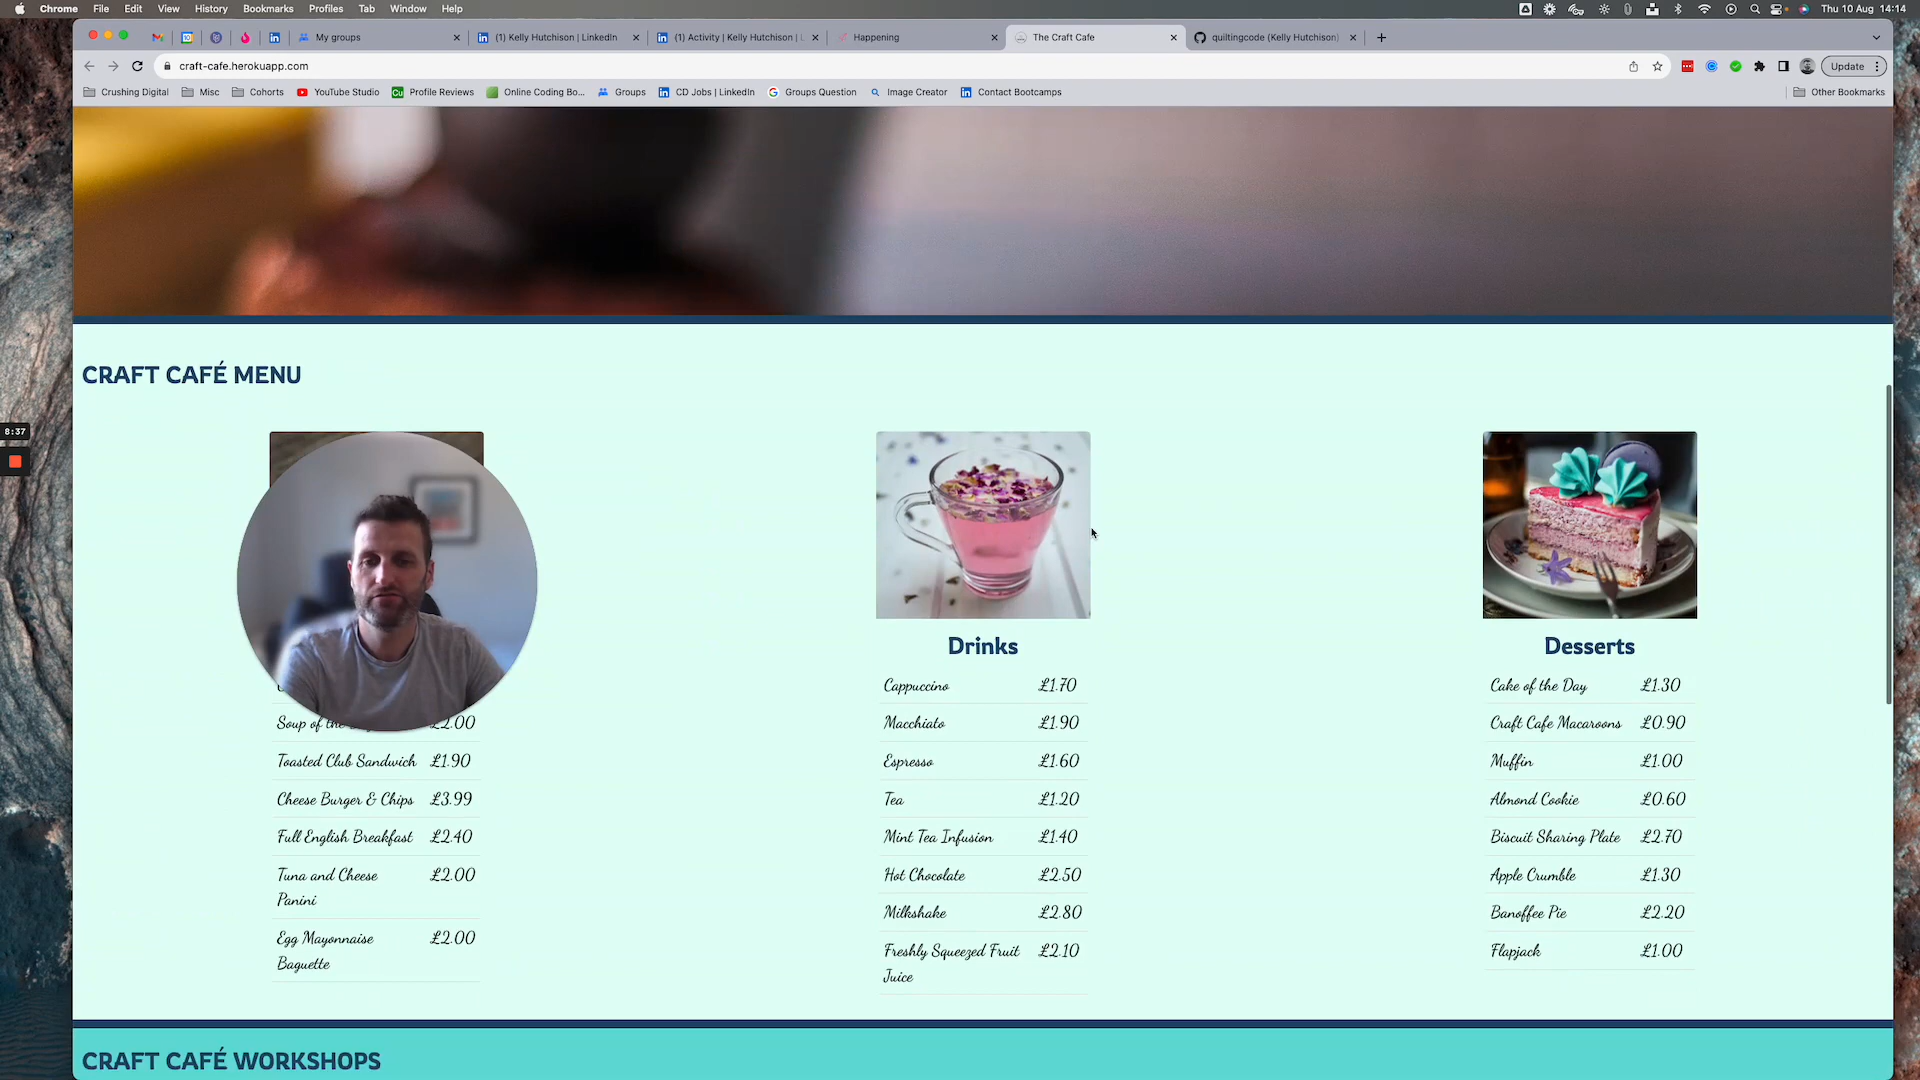 Chrome File Edit View History Bookmarks Profiles Tab Window Help
Thu 10 Aug 14:14
My groups
(1) Kelly Hutchison | LinkedIn
(1) Activity | Kelly Hutchison | L
Happening
The Craft Cafe
quiltingcode (Kelly Hutchison)
craft-cafe.herokuapp.com
Update
Crushing Digital
Misc
Cohorts
YouTube Studio
Profile Reviews
Online Coding Bo...
Groups
CD Jobs | LinkedIn
Groups Question
Image Creator
Contact Bootcamps
Other Bookmarks
CRAFT CAFÉ MENU
8:37
Soup of the
£2.00
Toasted Club Sandwich £1.90
Cheese Burger & Chips £3.99
Full English Breakfast £2.40
Tuna and Cheese £2.00
Panini
Egg Mayonnaise £2.00
Baguette
Drinks
Cappuccino £1.70
Macchiato £1.90
Espresso £1.60
Tea £1.20
Mint Tea Infusion £1.40
Hot Chocolate £2.50
Milkshake £2.80
Freshly Squeezed Fruit £2.10
Juice
Desserts
Cake of the Day £1.30
Craft Cafe Macaroons £0.90
Muffin £1.00
Almond Cookie £0.60
Biscuit Sharing Plate £2.70
Apple Crumble £1.30
Banoffee Pie £2.20
Flapjack £1.00
CRAFT CAFÉ WORKSHOPS